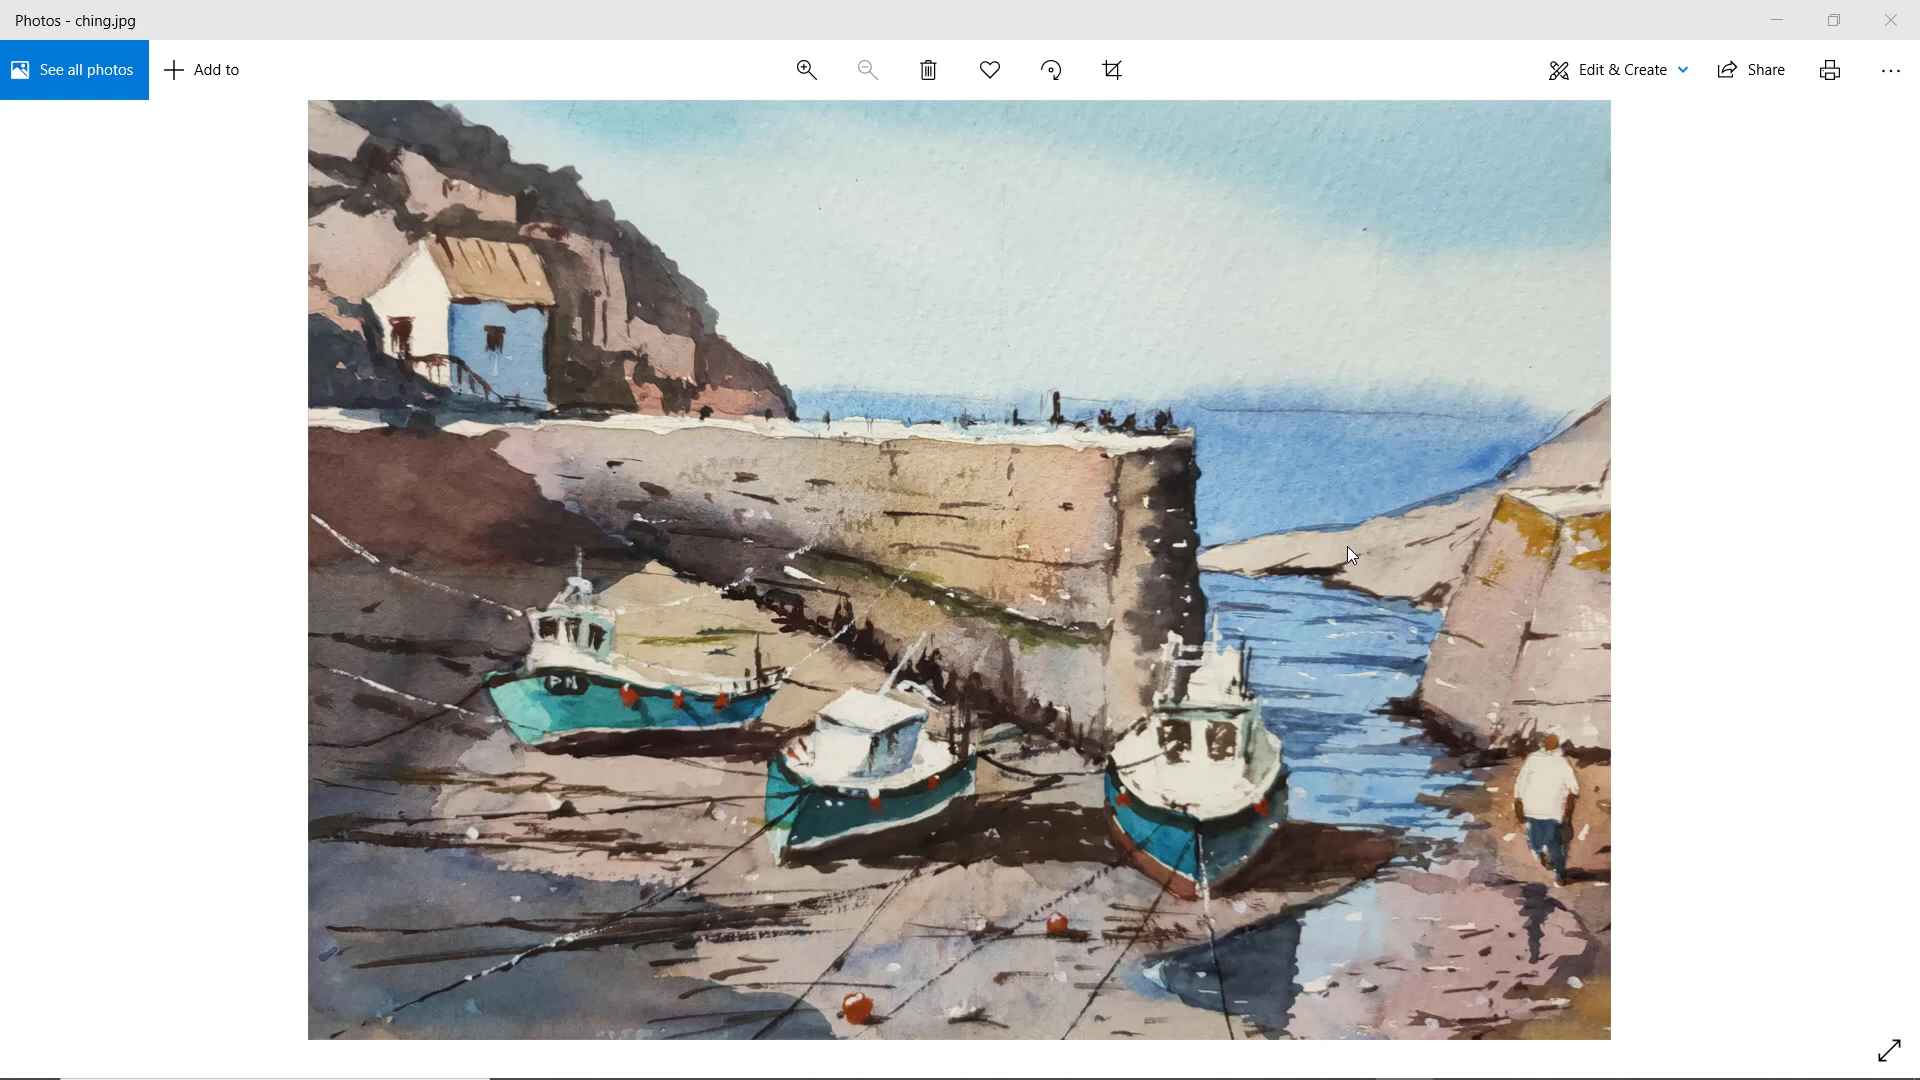 Photos - ching.jpg
See all photos
Add to
Edit & Create
Share
PN